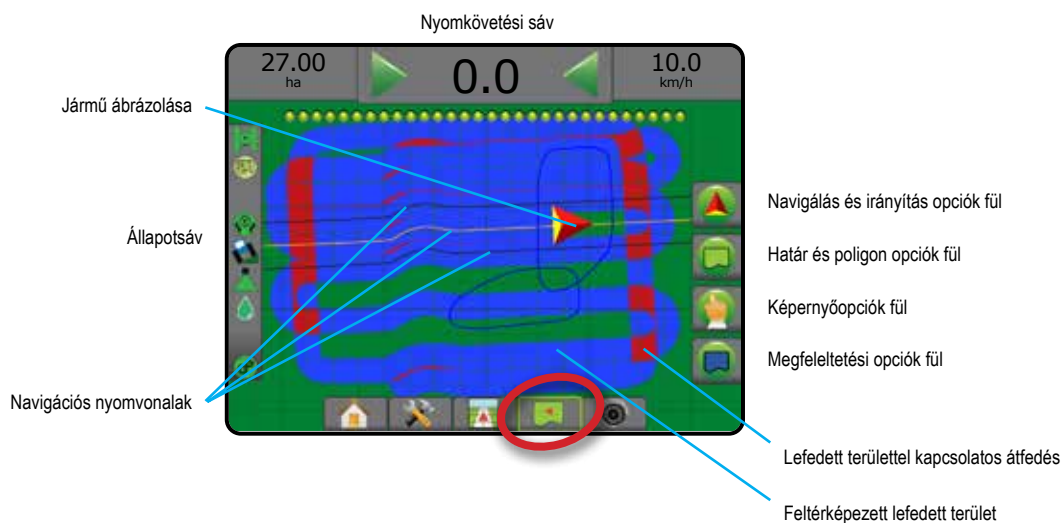 Nyomkövetési sáv
27.00
ha
0.0
10.0
km/h
Jármű ábrázolása
Állapotsáv
Navigációs nyomvonalak
Navigálás és irányítás opciók fül
Határ és poligon opciók fül
Képernyőopciók fül
Megfeleltetési opciók fül
Lefedett területtel kapcsolatos átfedés
Feltérképezett lefedett terület